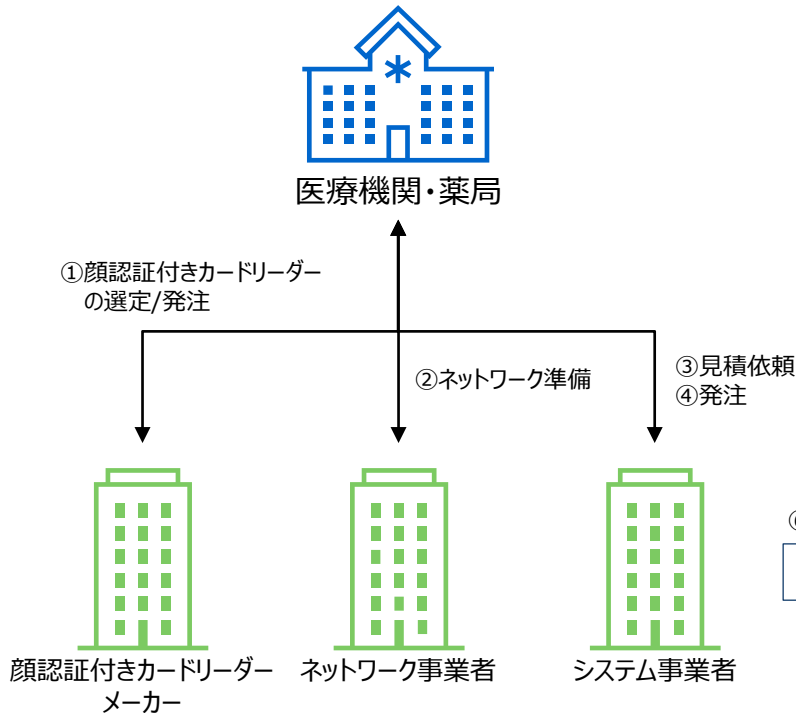 医療機関・薬局
①顔認証付きカードリーダー
の選定/発注
②ネットワーク準備
③見積依頼
④発注
顔認証付きカードリーダー
メーカー
ネットワーク事業者
システム事業者